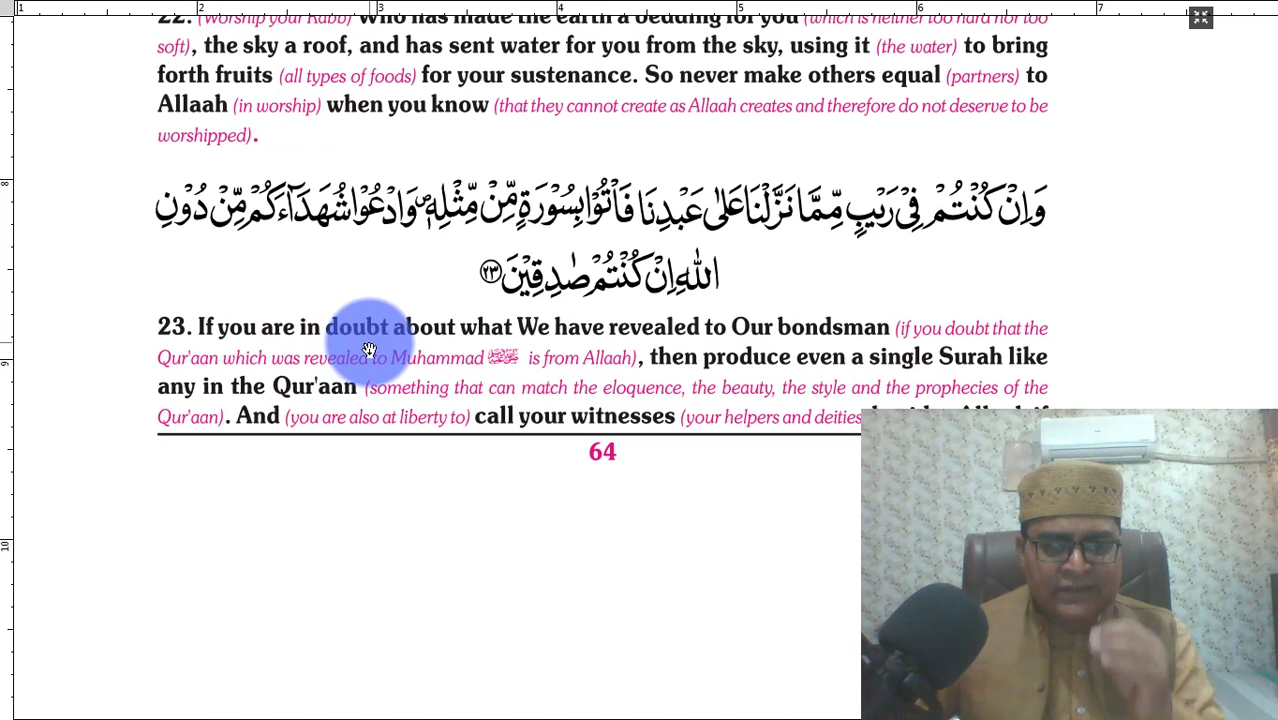 22. (Worship your Rabb) who has made the earth a bedding for you (which is neither too hard nor too
soft), the sky a roof, and has sent water for you from the sky, using it (the water) to bring
forth fruits (all types of foods) for your sustenance. So never make others equal (partners) to
Allaah (in worship) when you know (that they cannot create as Allaah creates and therefore do not deserve to be
worshipped).
وَاِنْ كُنْتُمْ فِیْ رَیْبٍ مِّمَّا نَزَّلْنَا عَلٰی عَبْدِنَا فَاْتُوْا بِسُوْرَةٍ مِّنْ مِّثْلِهٖ ۪ وَادْعُوْا شُهَدَآءَكُمْ مِّنْ دُوْنِ
اللّٰهِ اِنْ كُنْتُمْ صٰدِقِیْنَ ﴿۲۳﴾
23. If you are in doubt about what We have revealed to Our bondsman (if you doubt that the
Qur'aan which was revealed to Muhammad ﷺ is from Allaah), then produce even a single Surah like
any in the Qur'aan (something that can match the eloquence, the beauty, the style and the prophecies of the
Qur'aan). And (you are also at liberty to) call your witnesses (your helpers and deities
64